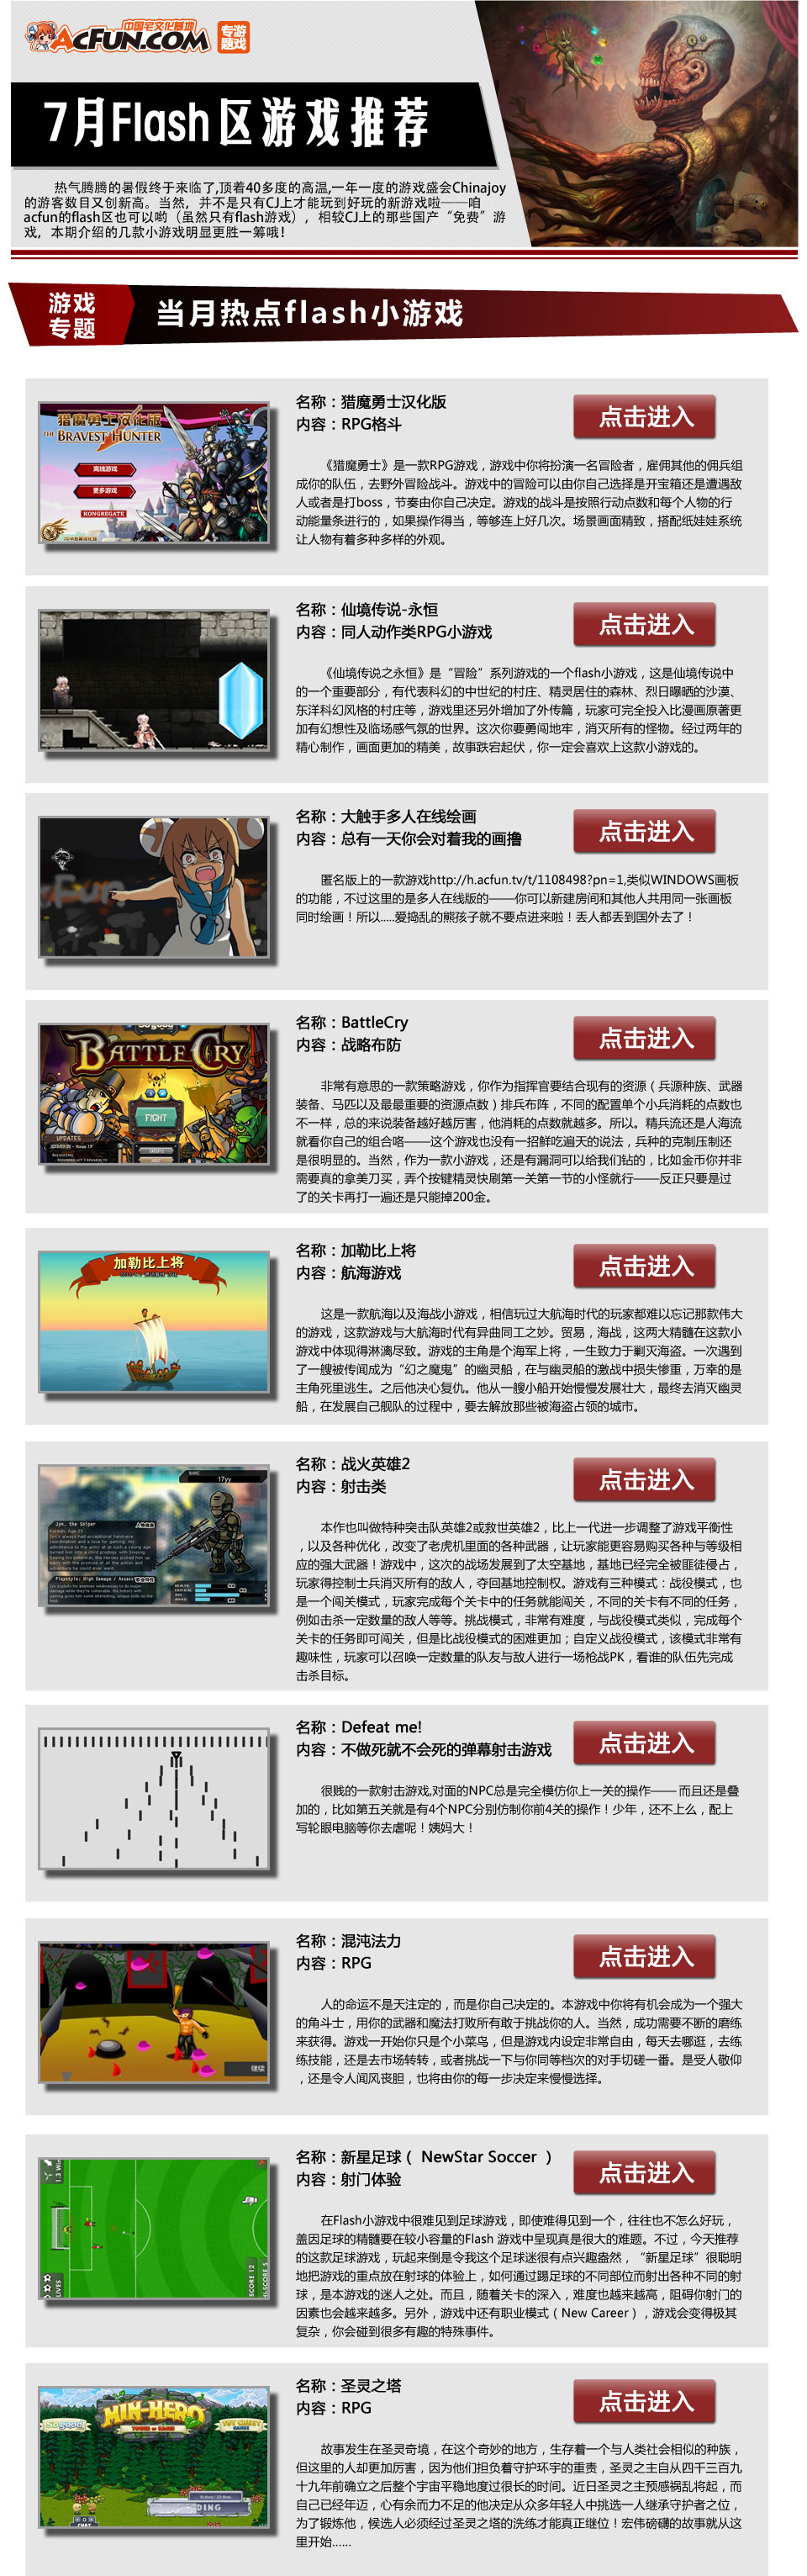 中国宅文化基地
AcFun.com
专游
题戏
7月Flash区游戏推荐
热气腾腾的暑假终于来临了,顶着40多度的高温,一年一度的游戏盛会Chinajoy
的游客数目又创新高。当然，并不是只有CJ上才能玩到好玩的新游戏啦——咱
acfun的flash区也可以哟（虽然只有flash游戏），相较CJ上的那些国产“免费”游
戏，本期介绍的几款小游戏明显更胜一筹哦!
游戏
专题
当月热点flash小游戏
猎魔勇士汉化版
THE BRAVEST HUNTER
离线游戏
更多游戏
KONGREGATE
名称：猎魔勇士汉化版
内容：RPG格斗
点击进入
《猎魔勇士》是一款RPG游戏，游戏中你将扮演一名冒险者，雇佣其他的佣兵组
成你的队伍，去野外冒险战斗。游戏中的冒险可以由你自己选择是开宝箱还是遭遇敌
人或者是打boss，节奏由你自己决定。游戏的战斗是按照行动点数和每个人物的行
动能量条进行的，如果操作得当，等够连上好几次。场景画面精致，搭配纸娃娃系统
让人物有着多种多样的外观。
名称：仙境传说-永恒
内容：同人动作类RPG小游戏
点击进入
《仙境传说之永恒》是“冒险”系列游戏的一个flash小游戏，这是仙境传说中
的一个重要部分，有代表科幻的中世纪的村庄、精灵居住的森林、烈日曝晒的沙漠、
东洋科幻风格的村庄等，游戏里还另外增加了外传篇，玩家可完全投入比漫画原著更
加有幻想性及临场感气氛的世界。这次你要勇闯地牢，消灭所有的怪物。经过两年的
精心制作，画面更加的精美，故事跌宕起伏，你一定会喜欢上这款小游戏的。
名称：大触手多人在线绘画
内容：总有一天你会对着我的画撸
点击进入
匿名版上的一款游戏http://h.acfun.tv/t/1108498?pn=1,类似WINDOWS画板
的功能，不过这里的是多人在线版的——你可以新建房间和其他人共用同一张画板
同时绘画！所以.....爱捣乱的熊孩子就不要点进来啦！丢人都丢到国外去了！
BATTLECRY
FIGHT
UPDATES
名称：BattleCry
内容：战略布防
点击进入
非常有意思的一款策略游戏，你作为指挥官要结合现有的资源（兵源种族、武器
装备、马匹以及最最重要的资源点数）排兵布阵，不同的配置单个小兵消耗的点数也
不一样，总的来说装备越好越厉害，他消耗的点数就越多。所以。精兵流还是人海流
就看你自己的组合咯——这个游戏也没有一招鲜吃遍天的说法，兵种的克制压制还
是很明显的。当然，作为一款小游戏，还是有漏洞可以给我们钻的，比如金币你并非
需要真的拿美刀买，弄个按键精灵快刷第一关第一节的小怪就行——反正只要是过
了的关卡再打一遍还是只能掉200金。
加勒比上将
名称：加勒比上将
内容：航海游戏
点击进入
这是一款航海以及海战小游戏，相信玩过大航海时代的玩家都难以忘记那款伟大
的游戏，这款游戏与大航海时代有异曲同工之妙。贸易，海战，这两大精髓在这款小
游戏中体现得淋漓尽致。游戏的主角是个海军上将，一生致力于剿灭海盗。一次遇到
了一艘被传闻成为“幻之魔鬼”的幽灵船，在与幽灵船的激战中损失惨重，万幸的是
主角死里逃生。之后他决心复仇。他从一艘小船开始慢慢发展壮大，最终去消灭幽灵
船，在发展自己舰队的过程中，要去解放那些被海盗占领的城市。
17yy
Jyn, the Sniper
名称：战火英雄2
内容：射击类
点击进入
本作也叫做特种突击队英雄2或救世英雄2，比上一代进一步调整了游戏平衡性
，以及各种优化，改变了老虎机里面的各种武器，让玩家能更容易购买各种与等级相
应的强大武器！游戏中，这次的战场发展到了太空基地，基地已经完全被匪徒侵占，
玩家得控制士兵消灭所有的敌人，夺回基地控制权。游戏有三种模式：战役模式，也
是一个闯关模式，玩家完成每个关卡中的任务就能闯关，不同的关卡有不同的任务，
例如击杀一定数量的敌人等等。挑战模式，非常有难度，与战役模式类似，完成每个
关卡的任务即可闯关，但是比战役模式的困难更加；自定义战役模式，该模式非常有
趣味性，玩家可以召唤一定数量的队友与敌人进行一场枪战PK，看谁的队伍先完成
击杀目标。
名称：Defeat me!
内容：不做死就不会死的弹幕射击游戏
点击进入
很贱的一款射击游戏,对面的NPC总是完全模仿你上一关的操作—— 而且还是叠
加的，比如第五关就是有4个NPC分别仿制你前4关的操作！少年，还不上么，配上
写轮眼电脑等你去虐呢！姨妈大！
继续
名称：混沌法力
内容：RPG
点击进入
人的命运不是天注定的，而是你自己决定的。本游戏中你将有机会成为一个强大
的角斗士，用你的武器和魔法打败所有敢于挑战你的人。当然，成功需要不断的磨练
来获得。游戏一开始你只是个小菜鸟，但是游戏内设定非常自由，每天去哪逛，去练
练技能，还是去市场转转，或者挑战一下与你同等档次的对手切磋一番。是受人敬仰
，还是令人闻风丧胆，也将由你的每一步决定来慢慢选择。
LIVES
SCORE 12
名称：新星足球（ NewStar Soccer ）
内容：射门体验
点击进入
在Flash小游戏中很难见到足球游戏，即使难得见到一个，往往也不怎么好玩，
盖因足球的精髓要在较小容量的Flash 游戏中呈现真是很大的难题。不过，今天推荐
的这款足球游戏，玩起来倒是令我这个足球迷很有点兴趣盎然，“新星足球”很聪明
地把游戏的重点放在射球的体验上，如何通过踢足球的不同部位而射出各种不同的射
球，是本游戏的迷人之处。而且，随着关卡的深入，难度也越来越高，阻碍你射门的
因素也会越来越多。另外，游戏中还有职业模式（New Career），游戏会变得极其
复杂，你会碰到很多有趣的特殊事件。
MIN-HERO
名称：圣灵之塔
内容：RPG
点击进入
故事发生在圣灵奇境，在这个奇妙的地方，生存着一个与人类社会相似的种族，
但这里的人却更加厉害，因为他们担负着守护环宇的重责，圣灵之主自从四千三百九
十九年前确立之后整个宇宙平稳地度过很长的时间。近日圣灵之主预感祸乱将起，而
自己已经年迈，心有余而力不足的他决定从众多年轻人中挑选一人继承守护者之位，
为了锻炼他，候选人必须经过圣灵之塔的洗练才能真正继位！宏伟磅礴的故事就从这
里开始……